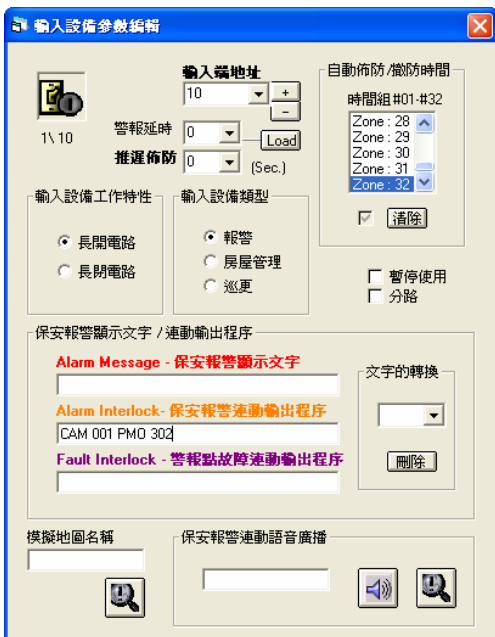 輸入設備參數編輯
輸入端地址
10
+
-
1\ 10
警報延時
0
Load
推遲佈防
0
(Sec.)
自動佈防/撤防時間
時間組#01-#32
Zone : 28
Zone : 29
Zone : 30
Zone : 31
Zone : 32
清除
輸入設備工作特性
長開電路
長閉電路
輸入設備類型
報警
房屋管理
巡更
暫停使用
分路
保安報警顯示文字 / 連動輸出程序
Alarm Message - 保安報警顯示文字
Alarm Interlock- 保安報警連動輸出程序
CAM 001 PMO 302
Fault Interlock - 警報點故障連動輸出程序
文字的轉換
刪除
模擬地圖名稱
保安報警連動語音廣播